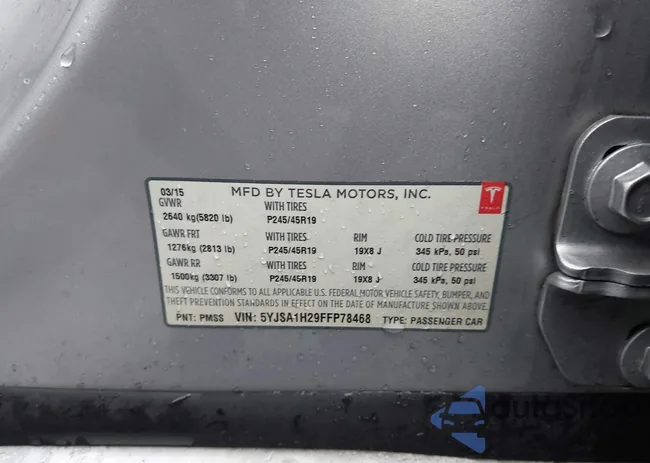 03/15 MFD BY TESLA MOTORS, INC.
GVWR WITH TIRES
2640 kg(5820 lb) P245/45R19
GAWR FRT WITH TIRES RIM COLD TIRE PRESSURE
1276kg (2813 lb) P245/45R19 19X8 J 345 kPa, 50 psi
GAWR RR WITH TIRES RIM COLD TIRE PRESSURE
1500kg (3307 lb) P245/45R19 19X8 J 345 kPa, 50 psi
THIS VEHICLE CONFORMS TO ALL APPLICABLE U.S. FEDERAL MOTOR VEHICLE SAFETY, BUMPER, AND
THEFT PREVENTION STANDARDS IN EFFECT ON THE DATE OF MANUFACTURE SHOWN ABOVE.
PNT: PMSS VIN: 5YJSA1H29FFP78468 TYPE: PASSENGER CAR